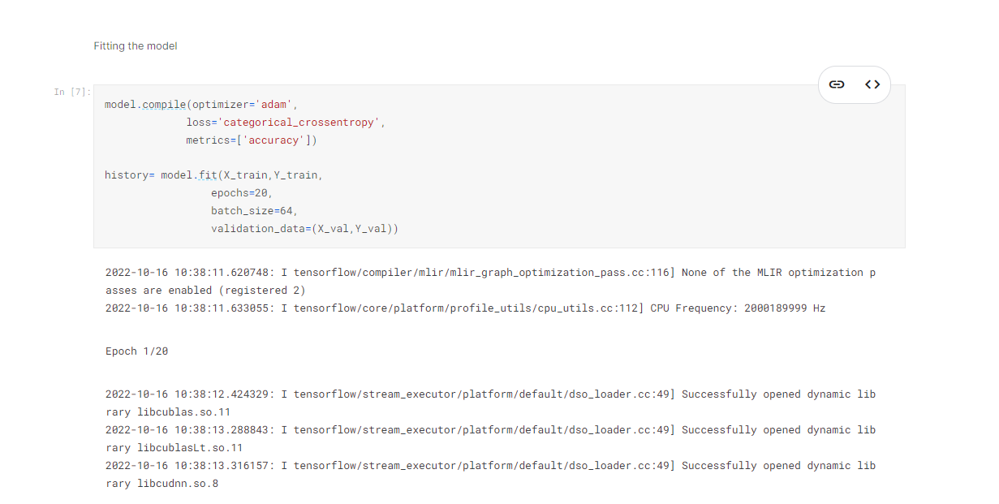 Fitting the model
In [7]:
model.compile(optimizer='adam',
loss='categorical_crossentropy',
metrics=['accuracy'])
history= model.fit(X_train,Y_train,
epochs=20,
batch_size=64,
validation_data=(X_val,Y_val))
2022-10-16 10:38:11.620748: I tensorflow/compiler/mlir/mlir_graph_optimization_pass.cc:116] None of the MLIR optimization p
asses are enabled (registered 2)
2022-10-16 10:38:11.633055: I tensorflow/core/platform/profile_utils/cpu_utils.cc:112] CPU Frequency: 2000189999 Hz
Epoch 1/20
2022-10-16 10:38:12.424329: I tensorflow/stream_executor/platform/default/dso_loader.cc:49] Successfully opened dynamic lib
rary libcublas.so.11
2022-10-16 10:38:13.288843: I tensorflow/stream_executor/platform/default/dso_loader.cc:49] Successfully opened dynamic lib
rary libcublasLt.so.11
2022-10-16 10:38:13.316157: I tensorflow/stream_executor/platform/default/dso_loader.cc:49] Successfully opened dynamic lib
rary libcudnn.so.8